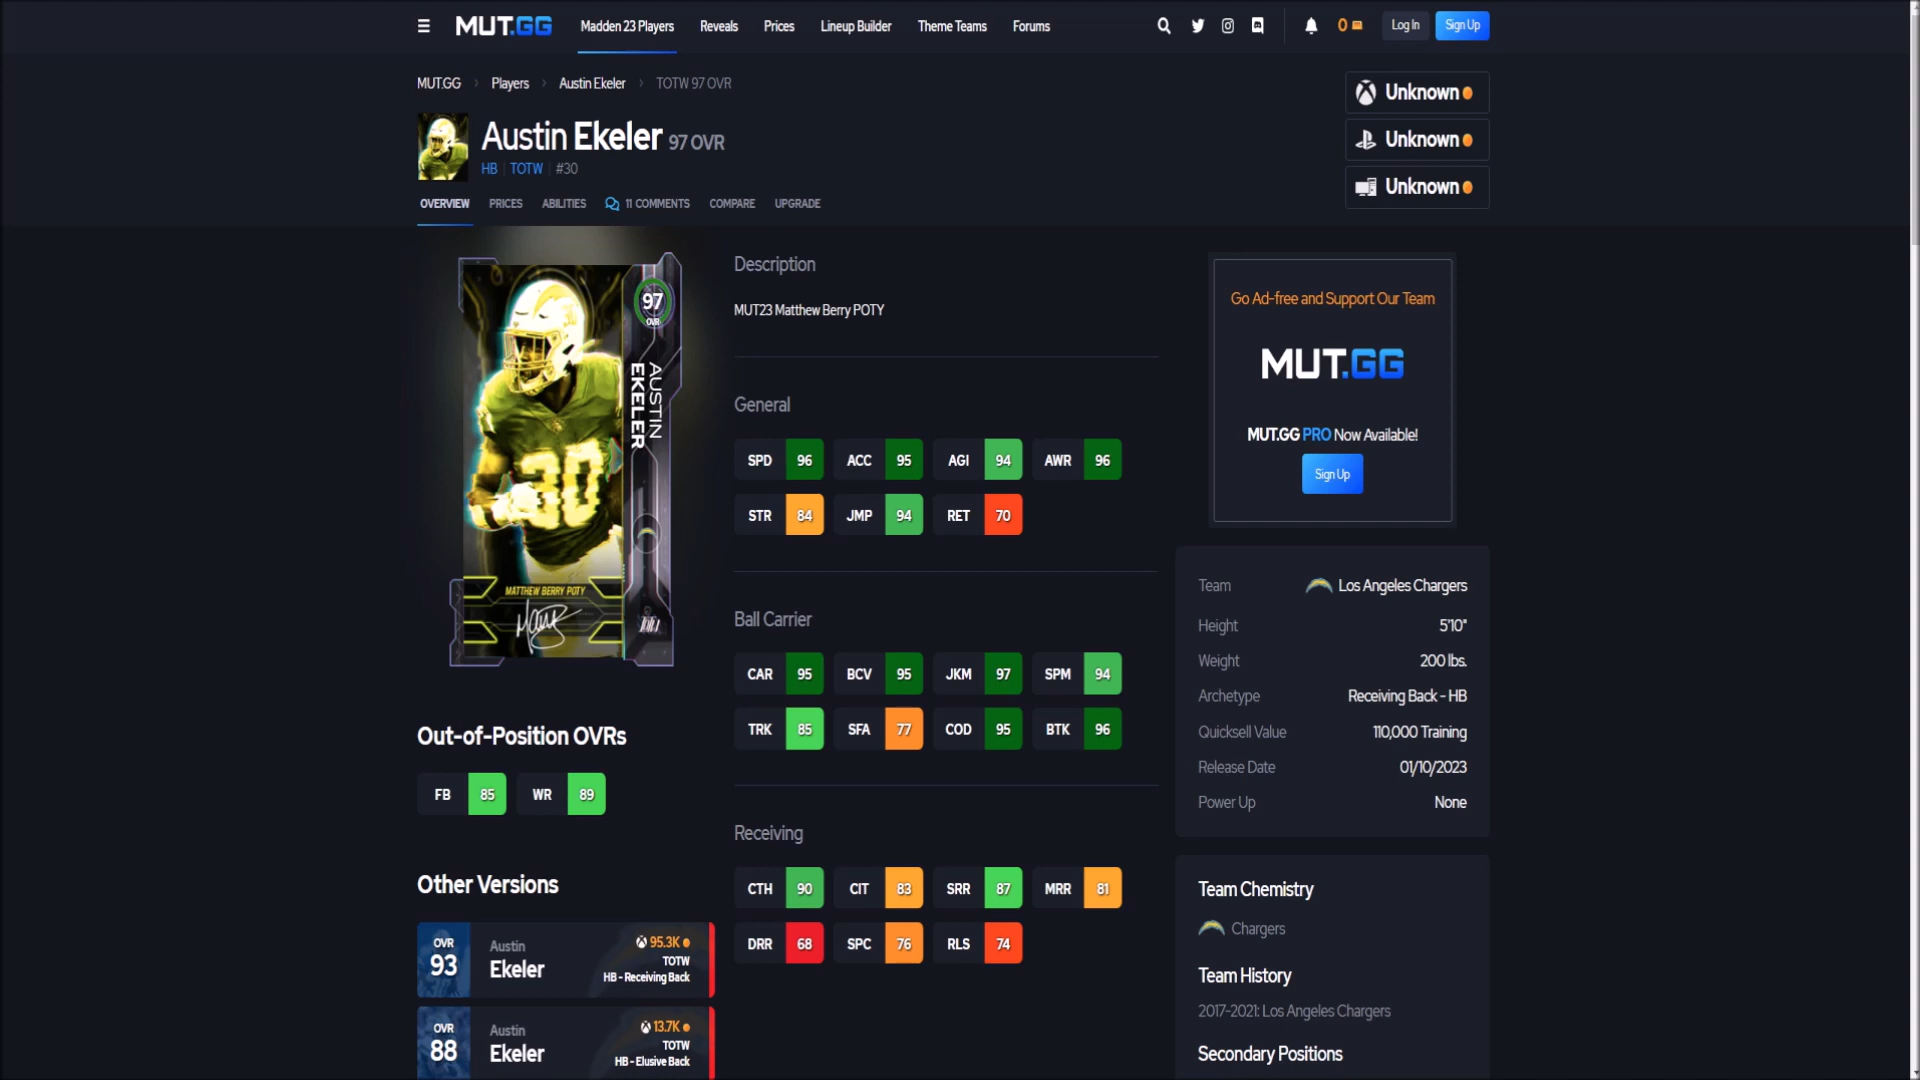 MUT.GG
Madden 23 Players
Reveals
Prices
Lineup Builder
Theme Teams
Forums
0
Log In
Sign Up
MUT.GG
Players
Austin Ekeler
TOTW 97 OVR
Unknown
Unknown
Unknown
Austin Ekeler 97 OVR
HB TOTW #30
OVERVIEW
PRICES
ABILITIES
11 COMMENTS
COMPARE
UPGRADE
97
OVR
AUSTIN
EKELER
30
MATTHEW BERRY POTY
Out-of-Position OVRs
FB 85
WR 89
Other Versions
OVR
93
Austin
Ekeler
95.3K
TOTW
HB - Receiving Back
OVR
88
Austin
Ekeler
13.7K
TOTW
HB - Elusive Back
Description
MUT23 Matthew Berry POTY
General
SPD 96 ACC 95 AGI 94 AWR 96
STR 84 JMP 94 RET 70
Ball Carrier
CAR 95 BCV 95 JKM 97 SPM 94
TRK 85 SFA 77 COD 95 BTK 96
Receiving
CTH 90 CIT 83 SRR 87 MRR 81
DRR 68 SPC 76 RLS 74
Go Ad-free and Support Our Team
MUT.GG
MUT.GG PRO Now Available!
Sign Up
Team Los Angeles Chargers
Height 5'10"
Weight 200 lbs.
Archetype Receiving Back - HB
Quicksell Value 110,000 Training
Release Date 01/10/2023
Power Up None
Team Chemistry
Chargers
Team History
2017-2021: Los Angeles Chargers
Secondary Positions